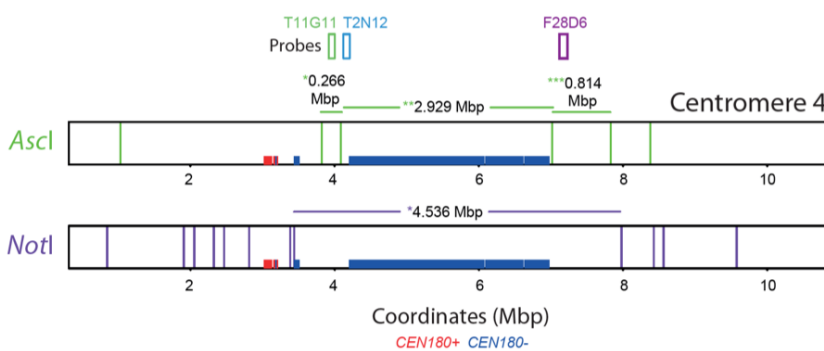 T11G11 T2N12 F28D6
Probes
*0.266 Mbp
**2.929 Mbp
***0.814 Mbp
Centromere 4
AscI
2 4 6 8 10
*4.536 Mbp
NotI
2 4 6 8 10
Coordinates (Mbp)
CEN180+ CEN180-